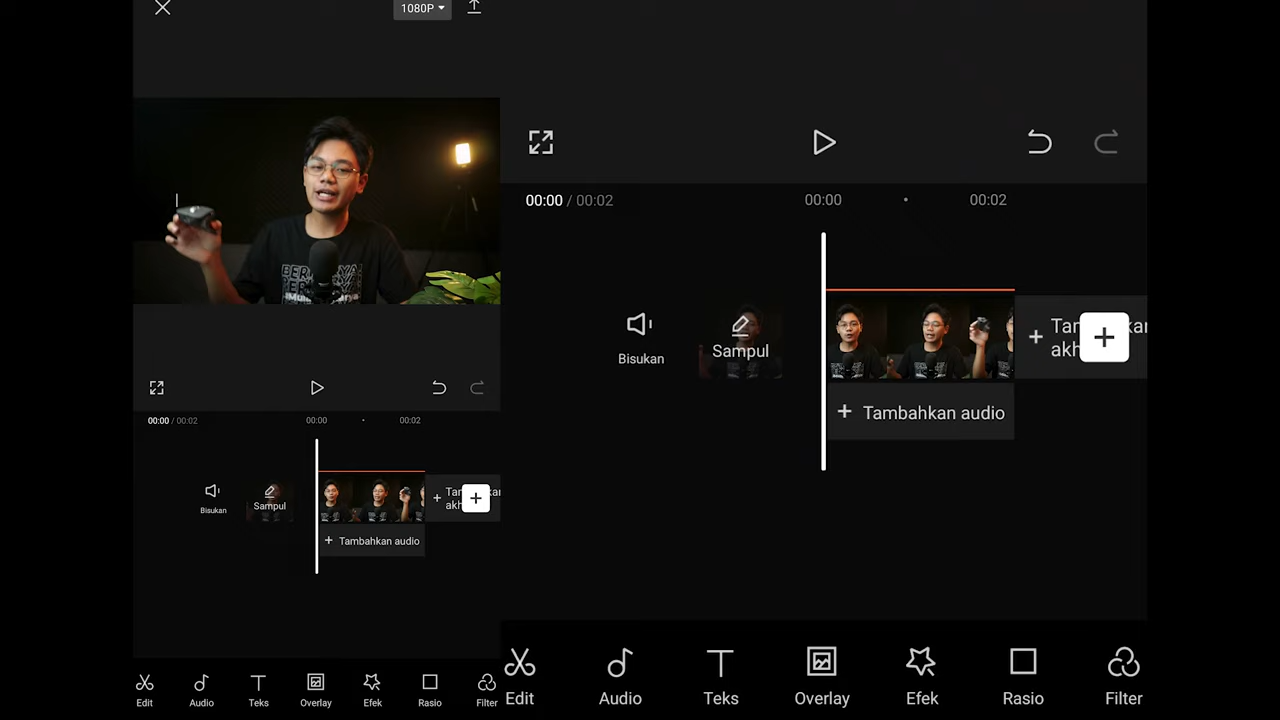 1080P
00:00 / 00:02
00:00
00:02
Bisukan
Sampul
+ Tambahkan audio
Edit
Audio
Teks
Overlay
Efek
Rasio
Filter
00:00 / 00:02
00:00
00:02
Bisukan
Sampul
+ Tambahkan audio
Edit
Audio
Teks
Overlay
Efek
Rasio
Filter